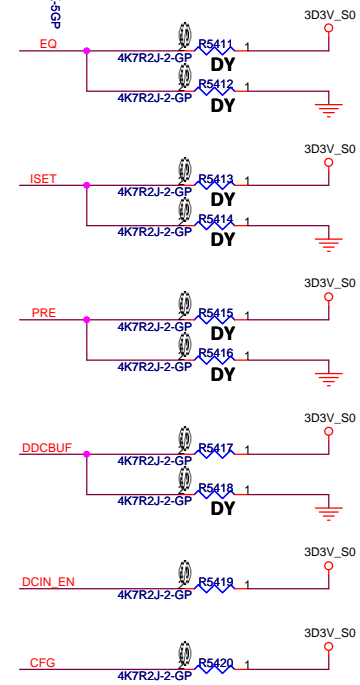 -5GP
3D3V_S0
EQ 2 R5411 1
4K7R2J-2-GP DY
2 R5412 1
4K7R2J-2-GP DY
3D3V_S0
ISET 2 R5413 1
4K7R2J-2-GP DY
2 R5414 1
4K7R2J-2-GP DY
3D3V_S0
PRE 2 R5415 1
4K7R2J-2-GP DY
2 R5416 1
4K7R2J-2-GP DY
3D3V_S0
DDCBUF 2 R5417 1
4K7R2J-2-GP
2 R5418 1
4K7R2J-2-GP DY
3D3V_S0
DCIN_EN 2 R5419 1
4K7R2J-2-GP
3D3V_S0
CFG 2 R5420 1
4K7R2J-2-GP